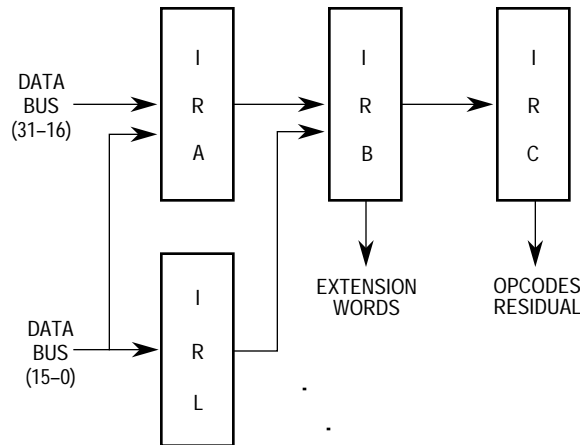 DATA
BUS
(31–16)
I
R
A
I
R
B
I
R
C
EXTENSION
WORDS
OPCODES
RESIDUAL
DATA
BUS
(15–0)
I
R
L